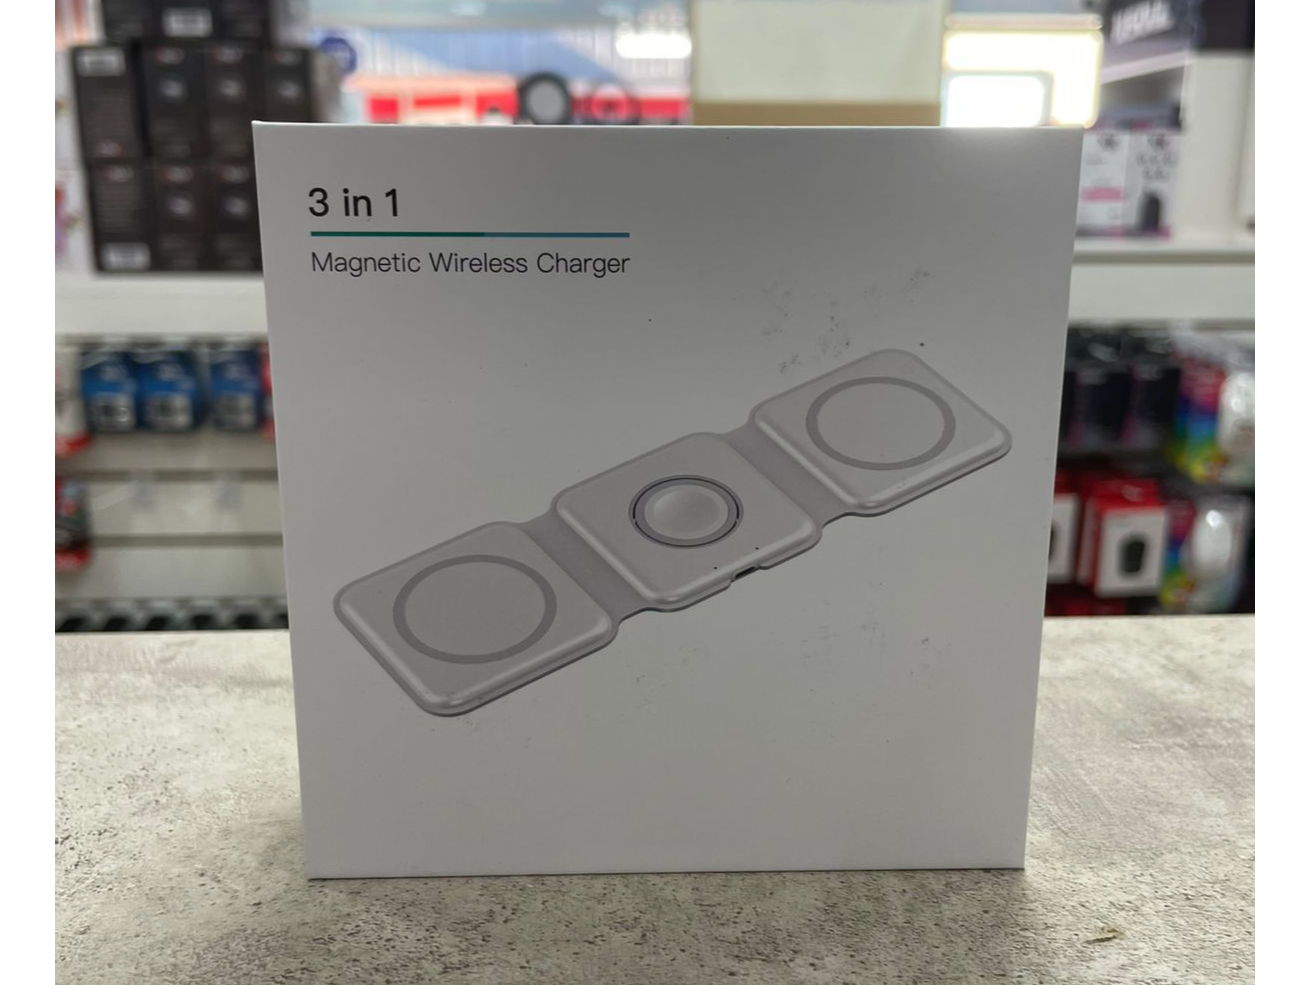 3 in 1
Magnetic Wireless Charger